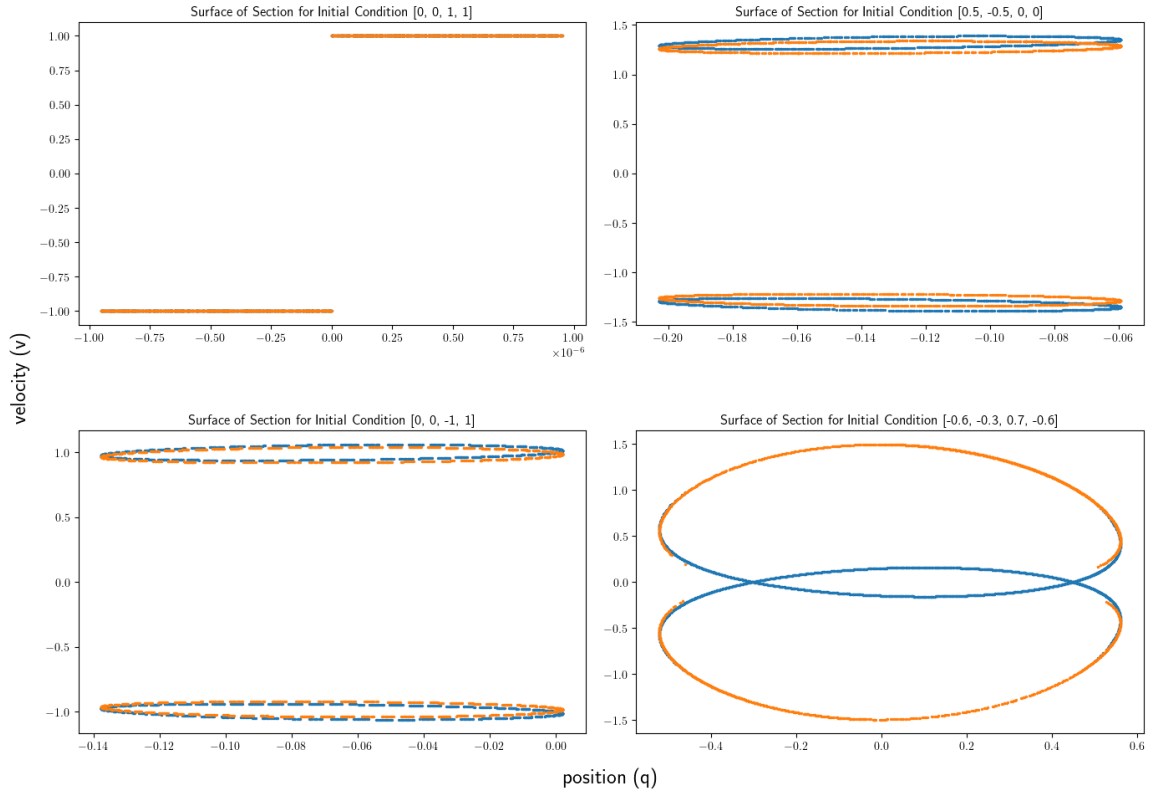 Surface of Section for Initial Condition [0, 0, 1, 1]
1.00
0.75
0.50
0.25
0.00
−0.25
−0.50
−0.75
−1.00
−1.00 −0.75 −0.50 −0.25 0.00 0.25 0.50 0.75 1.00
×10−6
Surface of Section for Initial Condition [0.5, -0.5, 0, 0]
1.5
1.0
0.5
0.0
−0.5
−1.0
−1.5
−0.20 −0.18 −0.16 −0.14 −0.12 −0.10 −0.08 −0.06
velocity (v)
Surface of Section for Initial Condition [0, 0, -1, 1]
1.0
0.5
0.0
−0.5
−1.0
−0.14 −0.12 −0.10 −0.08 −0.06 −0.04 −0.02 0.00
Surface of Section for Initial Condition [-0.6, -0.3, 0.7, -0.6]
1.5
1.0
0.5
0.0
−0.5
−1.0
−1.5
−0.4 −0.2 0.0 0.2 0.4 0.6
position (q)